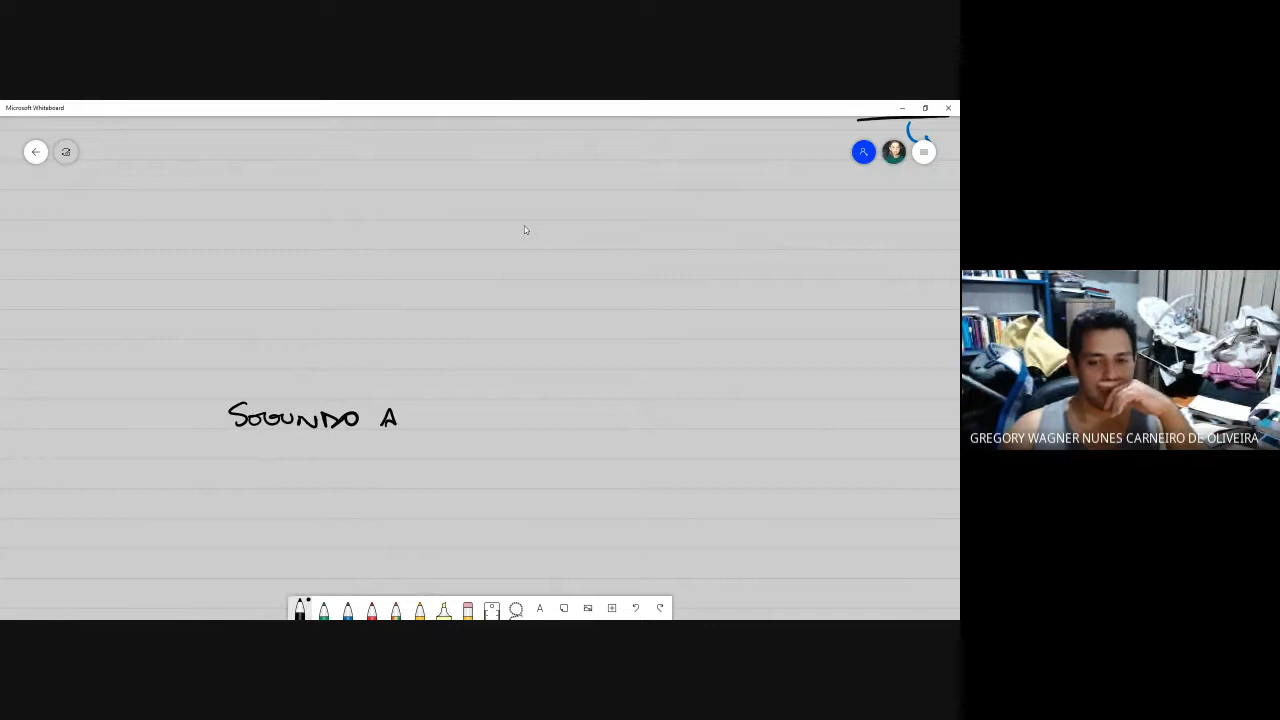 Microsoft Whiteboard
SEGUNDO A
GREGORY WAGNER NUNES CARNEIRO DE OLIVEIRA